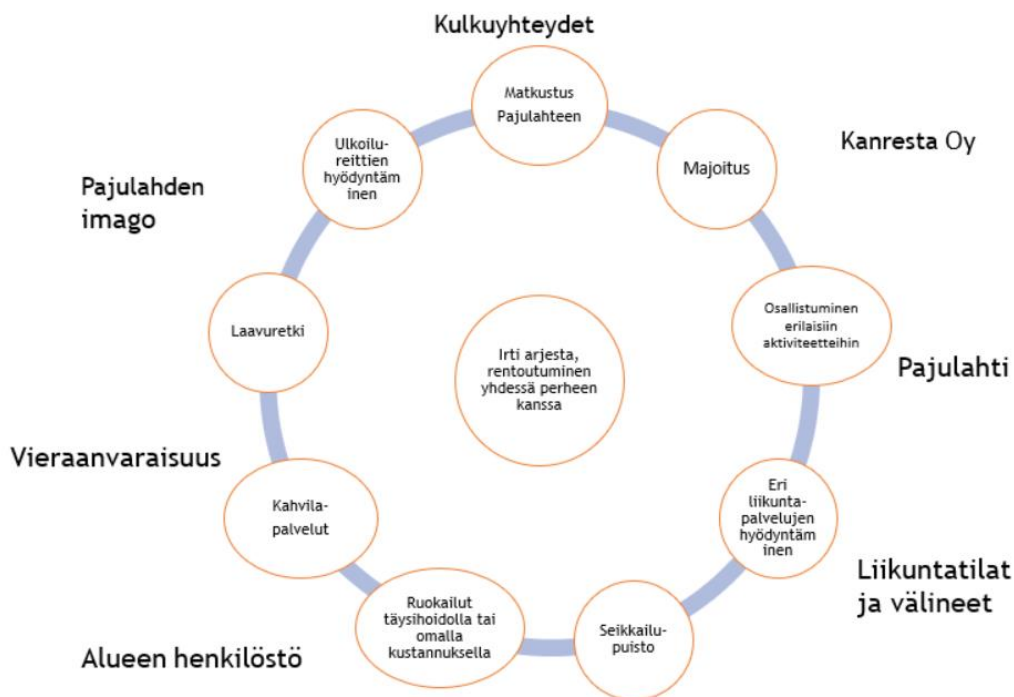 Kulkuyhteydet
Matkustus
Pajulahteen
Majoitus
Kanresta Oy
Osallistuminen
erilaisiin
aktiviteetteihin
Pajulahti
Eri
liikunta-
palvelujen
hyödyntäm
inen
Liikuntatilat
ja välineet
Seikkailu-
puisto
Ruokailut
täysihoidolla tai
omalla
kustannuksella
Alueen henkilöstö
Kahvila-
palvelut
Vieraanvaraisuus
Laavuretki
Pajulahden
imago
Ulkoilu-
reittien
hyödyntäm
inen
Irti arjesta,
rentoutuminen
yhdessä perheen
kanssa